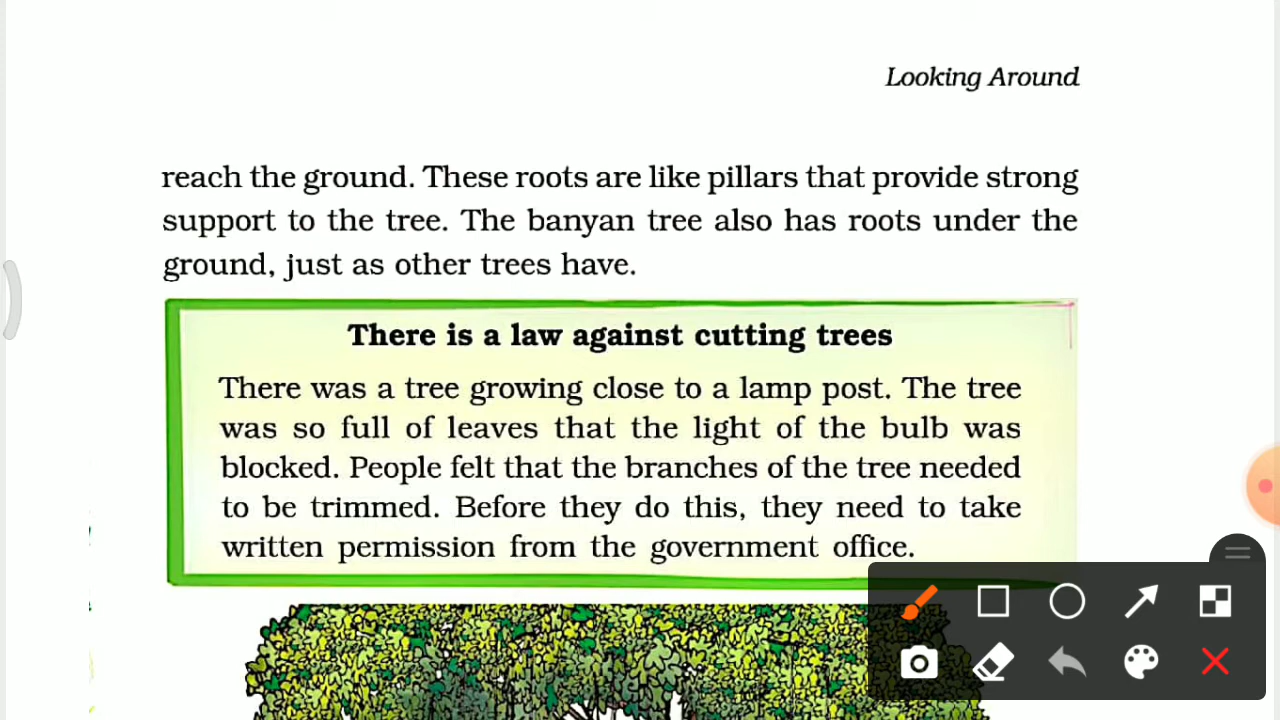 Looking Around
reach the ground. These roots are like pillars that provide strong
support to the tree. The banyan tree also has roots under the
ground, just as other trees have.
There is a law against cutting trees
There was a tree growing close to a lamp post. The tree
was so full of leaves that the light of the bulb was
blocked. People felt that the branches of the tree needed
to be trimmed. Before they do this, they need to take
written permission from the government office.